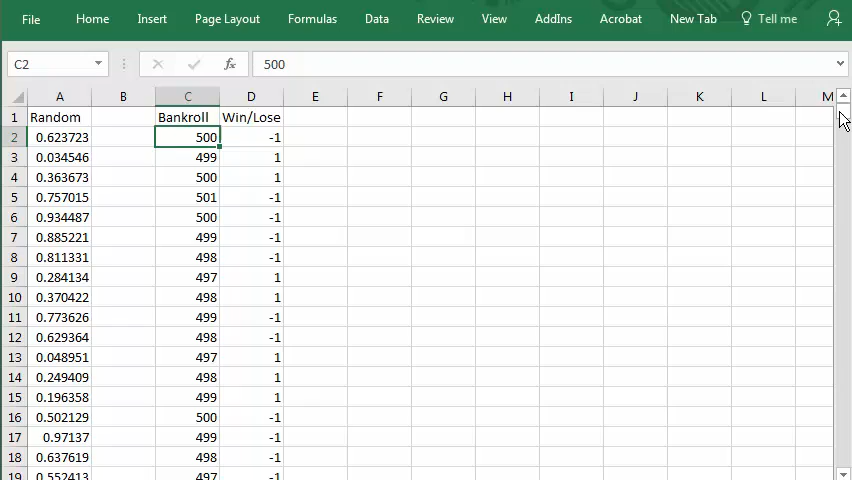 File Home Insert Page Layout Formulas Data Review View AddIns Acrobat New Tab Tell me
C2 fx 500
A B C D E F G H I J K L M
1 Random Bankroll Win/Lose
2 0.623723 500 -1
3 0.034546 499 1
4 0.363673 500 1
5 0.757015 501 -1
6 0.934487 500 -1
7 0.885221 499 -1
8 0.811331 498 -1
9 0.284134 497 1
10 0.370422 498 1
11 0.773626 499 -1
12 0.629364 498 -1
13 0.048951 497 1
14 0.249409 498 1
15 0.196358 499 1
16 0.502129 500 -1
17 0.97137 499 -1
18 0.637619 498 -1
19 0.552413 497 -1